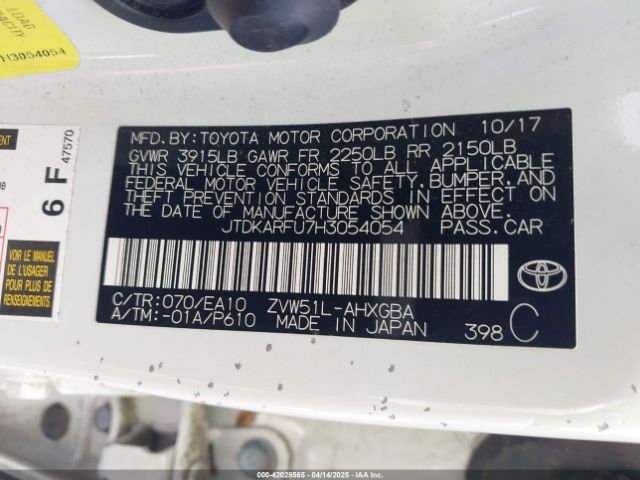 LOAD
H3054054
MFD.BY:TOYOTA MOTOR CORPORATION 10/17
GVWR 3915LB GAWR FR 2250LB RR 2150LB
THIS VEHICLE CONFORMS TO ALL APPLICABLE
FEDERAL MOTOR VEHICLE SAFETY,BUMPER,AND
THEFT PREVENTION STANDARDS IN EFFECT ON
THE DATE OF MANUFACTURE SHOWN ABOVE.
JTDKARFU7H3054054 PASS.CAR
C/TR:070/EA10 ZVW51L-AHXGBA
A/TM:-01A/P610 MADE IN JAPAN 398 C
6 F
47570
VOIR LE MANUEL
DE L'USAGER
POUR PLUS DE
000-42028565 04/14/2025 IAAI